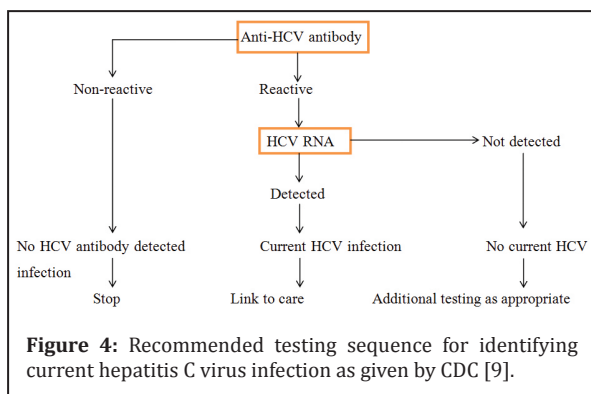 Anti-HCV antibody
Non-reactive
Reactive
HCV RNA
Not detected
Detected
No HCV antibody detected
infection
Current HCV infection
No current HCV
Stop
Link to care
Additional testing as appropriate
Figure 4: Recommended testing sequence for identifying
current hepatitis C virus infection as given by CDC [9].